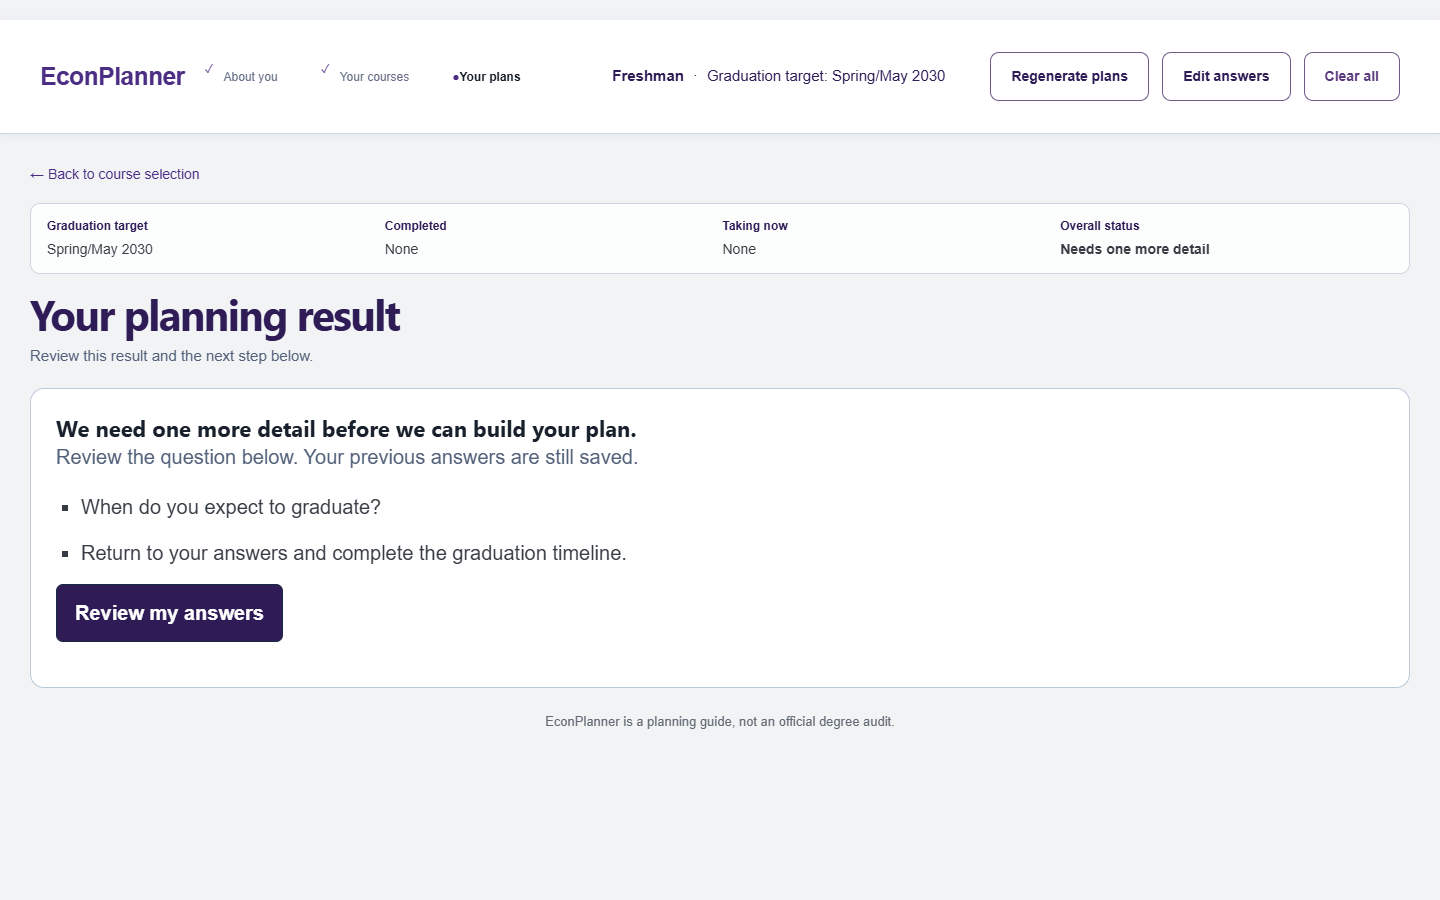 EconPlanner
✓ About you
✓ Your courses
●Your plans
Freshman · Graduation target: Spring/May 2030
Regenerate plans
Edit answers
Clear all
← Back to course selection
Graduation target
Spring/May 2030
Completed
None
Taking now
None
Overall status
Needs one more detail
Your planning result
Review this result and the next step below.
We need one more detail before we can build your plan.
Review the question below. Your previous answers are still saved.
▪ When do you expect to graduate?
▪ Return to your answers and complete the graduation timeline.
Review my answers
EconPlanner is a planning guide, not an official degree audit.